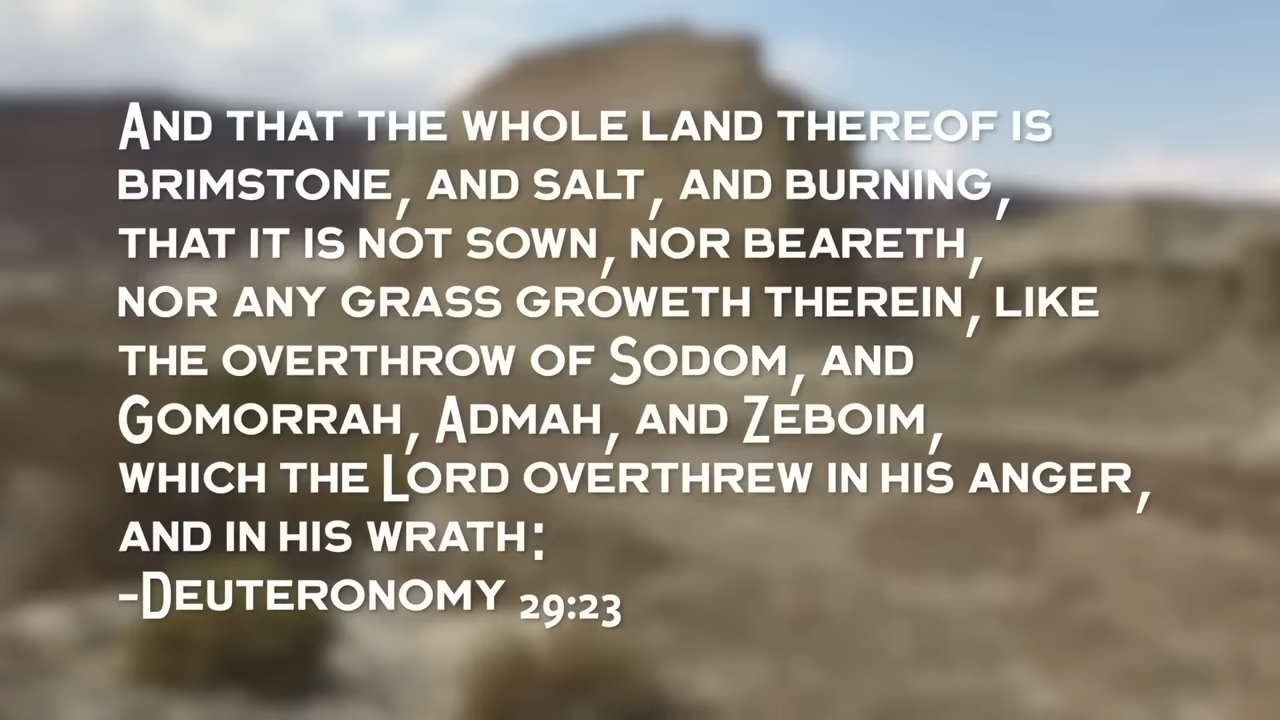 And that the whole land thereof is
brimstone, and salt, and burning,
that it is not sown, nor beareth,
nor any grass groweth therein, like
the overthrow of Sodom, and
Gomorrah, Admah, and Zeboim,
which the Lord overthrew in his anger,
and in his wrath:
-Deuteronomy 29:23